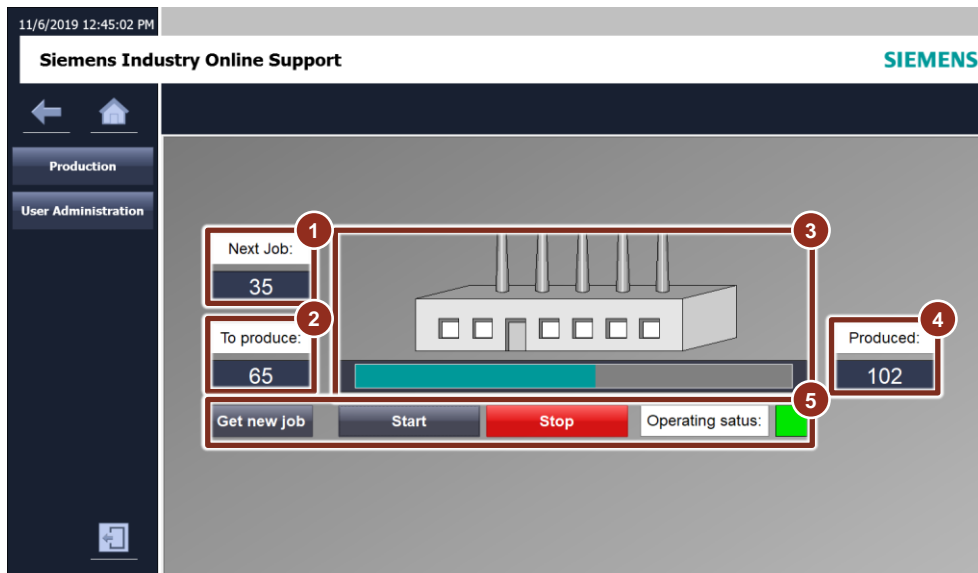 11/6/2019 12:45:02 PM
Siemens Industry Online Support
SIEMENS
Production
User Administration
1
Next Job:
35
2
To produce:
65
3
4
Produced:
102
5
Get new job
Start
Stop
Operating satus: